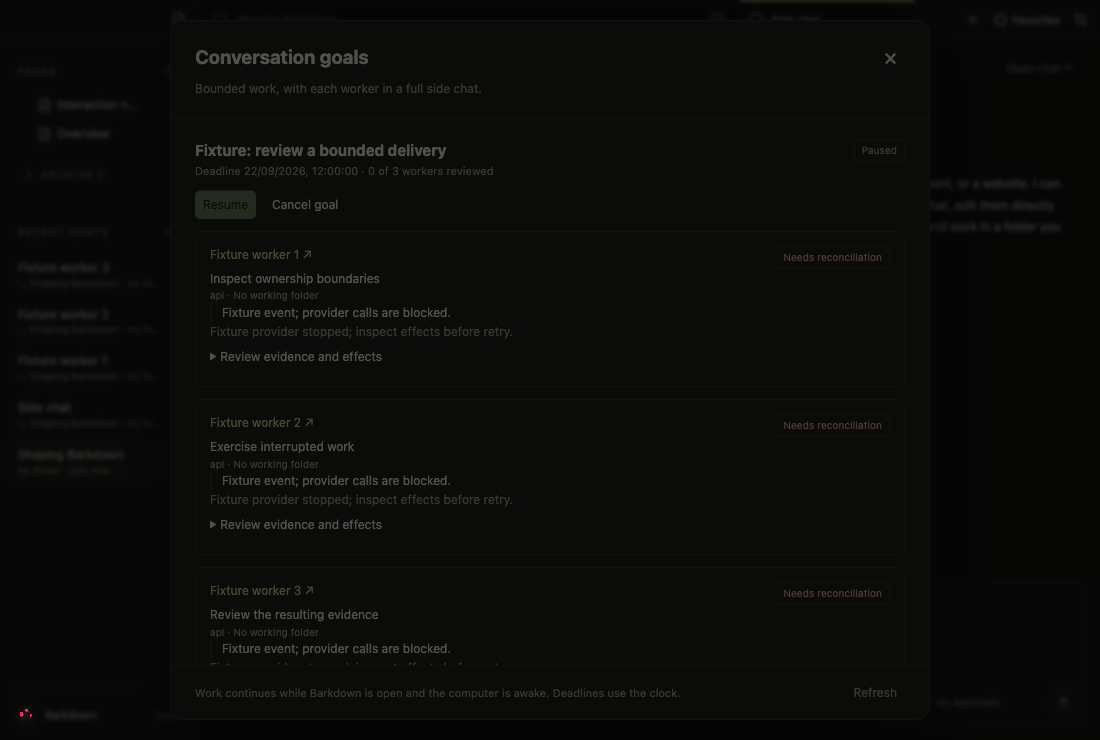 Conversation goals
Bounded work, with each worker in a full side chat.
Fixture: review a bounded delivery
Paused
Deadline 22/09/2026, 12:00:00 · 0 of 3 workers reviewed
Resume
Cancel goal
Fixture worker 1 ↗
Needs reconciliation
Inspect ownership boundaries
api · No working folder
Fixture event; provider calls are blocked.
Fixture provider stopped; inspect effects before retry.
Review evidence and effects
Fixture worker 2 ↗
Needs reconciliation
Exercise interrupted work
api · No working folder
Fixture event; provider calls are blocked.
Fixture provider stopped; inspect effects before retry.
Review evidence and effects
Fixture worker 3 ↗
Needs reconciliation
Review the resulting evidence
api · No working folder
Fixture event; provider calls are blocked.
Work continues while Barkdown is open and the computer is awake. Deadlines use the clock.
Refresh
PAGES
Interaction n...
Overview
ARCHIVE 2
RECENT CHATS
Fixture worker 3
Fixture worker 2
Fixture worker 1
Side chat
Shaping Barkdown
Barkdown
Side chat
Favorites
Open chat